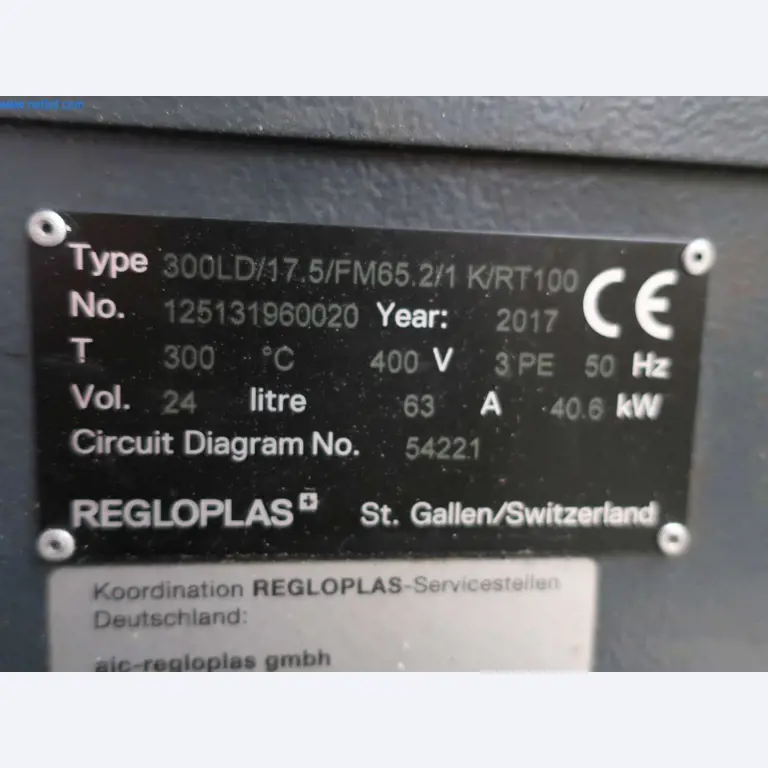 Type 300LD/17.5/FM65.2/1 K/RT100
No. 125131960020 Year: 2017 CE
T 300 °C 400 V 3 PE 50 Hz
Vol. 24 litre 63 A 40.6 kW
Circuit Diagram No. 54221
REGLOPLAS St. Gallen/Switzerland
Koordination REGLOPLAS-Servicestellen
Deutschland:
aic-regloplas gmbh